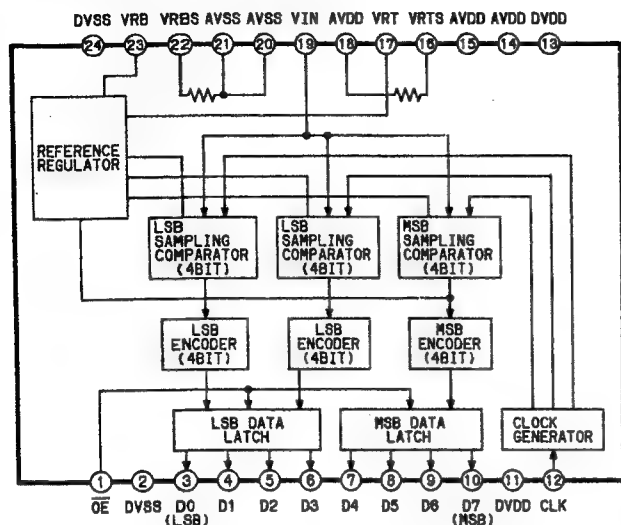 DVSS VRB VRBS AVSS AVSS VIN AVDD VRT VRTS AVDD AVDD DVDD
24 23 22 21 20 19 18 17 16 15 14 13
REFERENCE
REGULATOR
LSB
SAMPLING
COMPARATOR
(4BIT)
LSB
SAMPLING
COMPARATOR
(4BIT)
MSB
SAMPLING
COMPARATOR
(4BIT)
LSB
ENCODER
(4BIT)
LSB
ENCODER
(4BIT)
MSB
ENCODER
(4BIT)
LSB DATA
LATCH
MSB DATA
LATCH
CLOCK
GENERATOR
1 2 3 4 5 6 7 8 9 10 11 12
OE DVSS D0 D1 D2 D3 D4 D5 D6 D7 DVDD CLK
(LSB) (MSB)